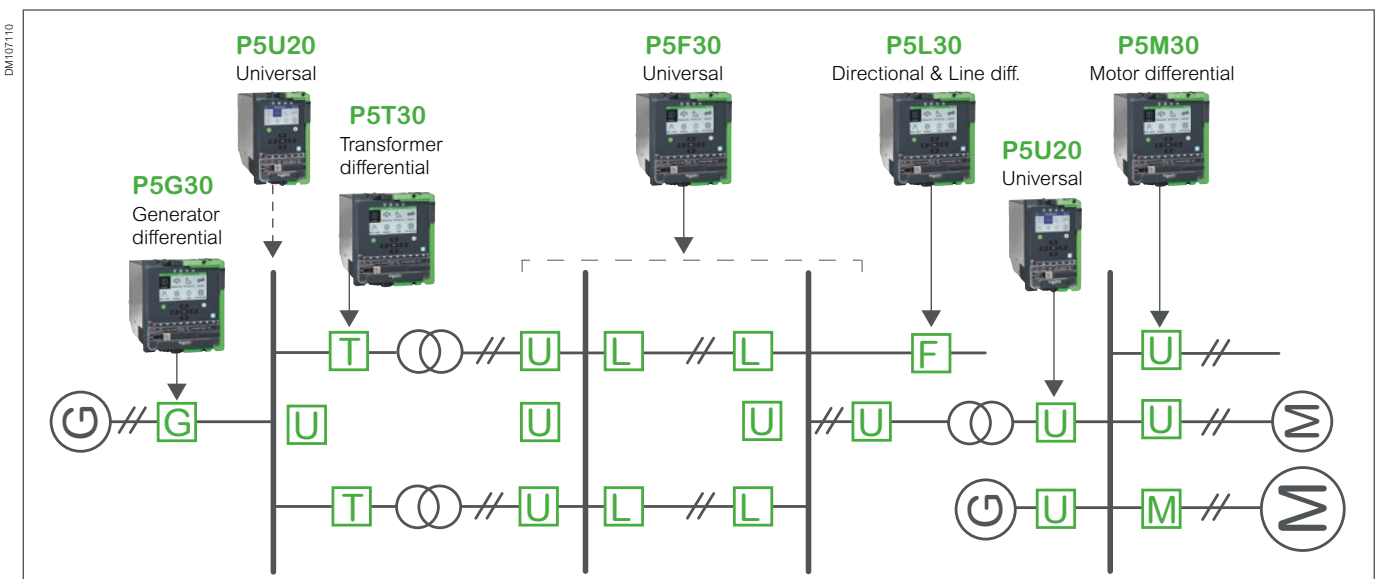 DM107110
P5U20
Universal
P5F30
Universal
P5L30
Directional & Line diff.
P5M30
Motor differential
P5T30
Transformer
differential
P5U20
Universal
P5G30
Generator
differential
T U L L F U
G G U U U U U U M
T U L L G U M M